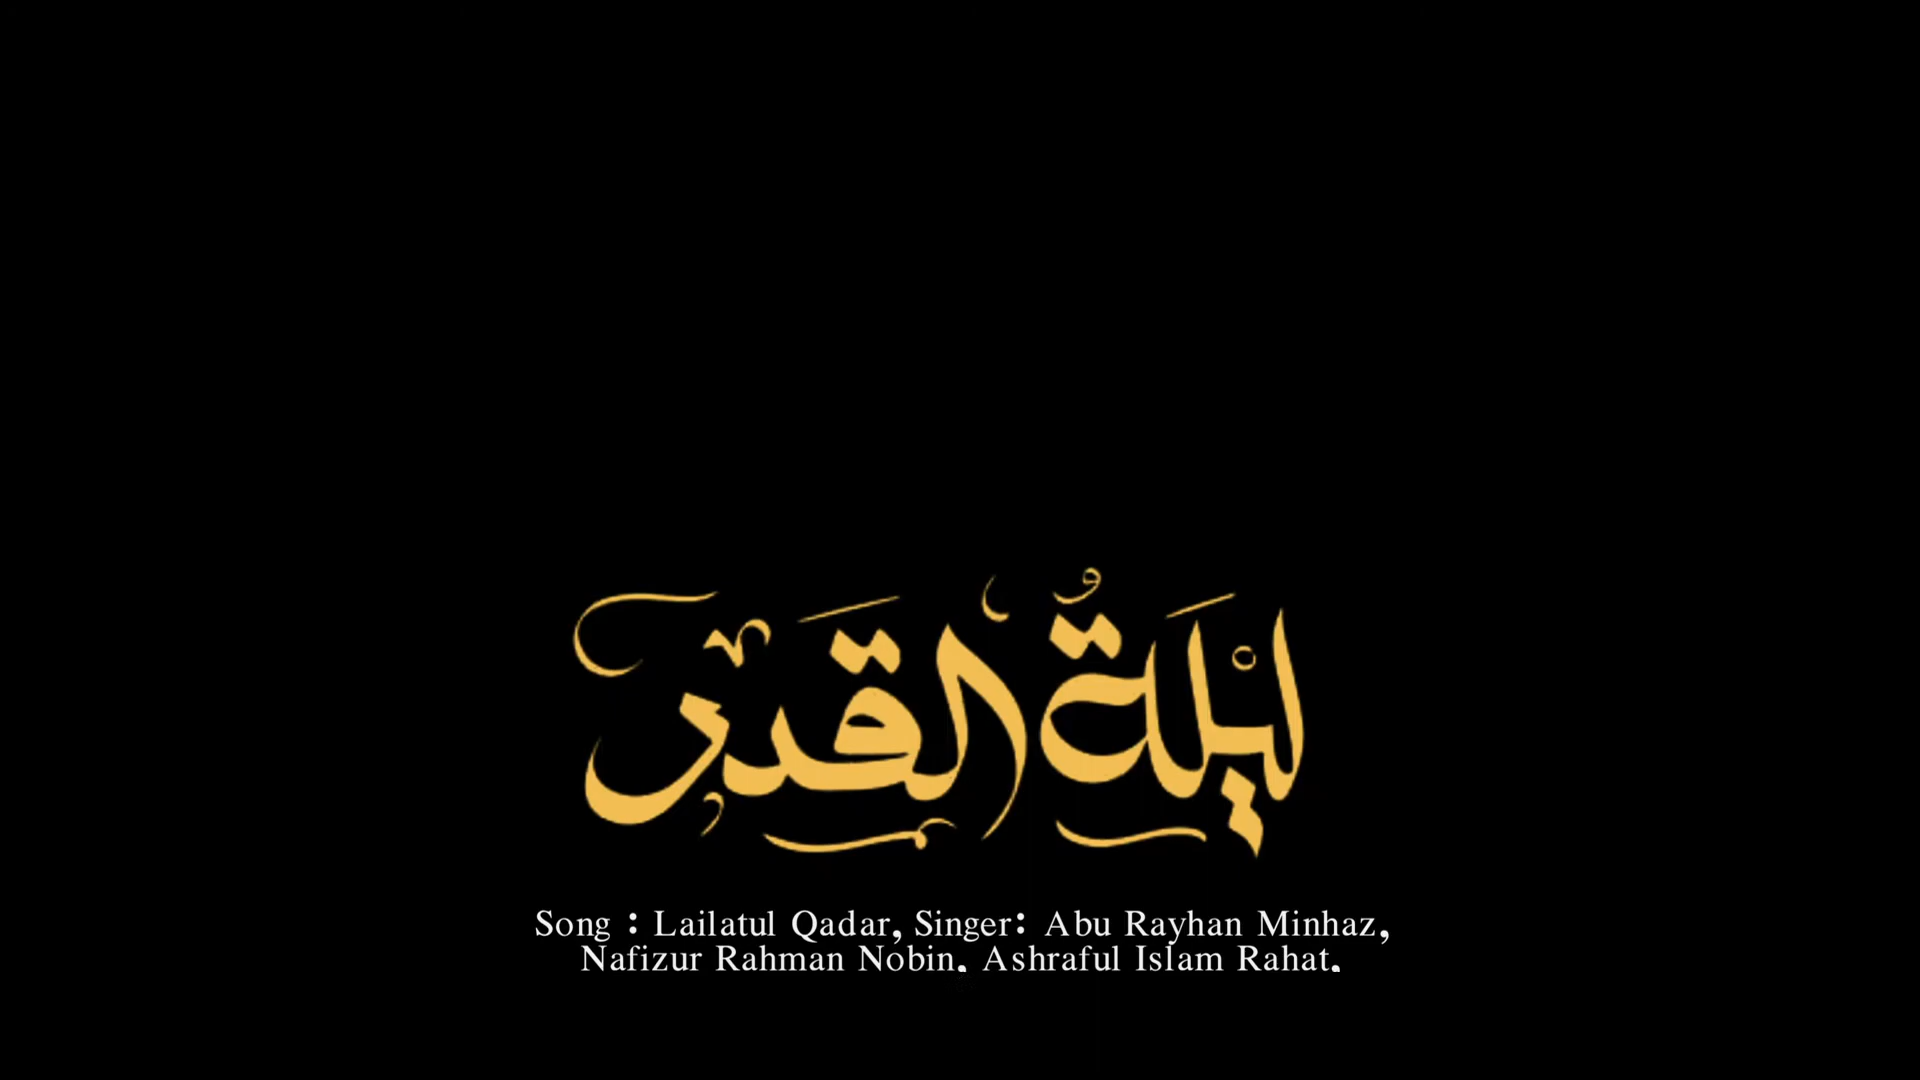 لَيْلَةُ الْقَدْرِ
Song : Lailatul Qadar, Singer: Abu Rayhan Minhaz,
Nafizur Rahman Nobin. Ashraful Islam Rahat.